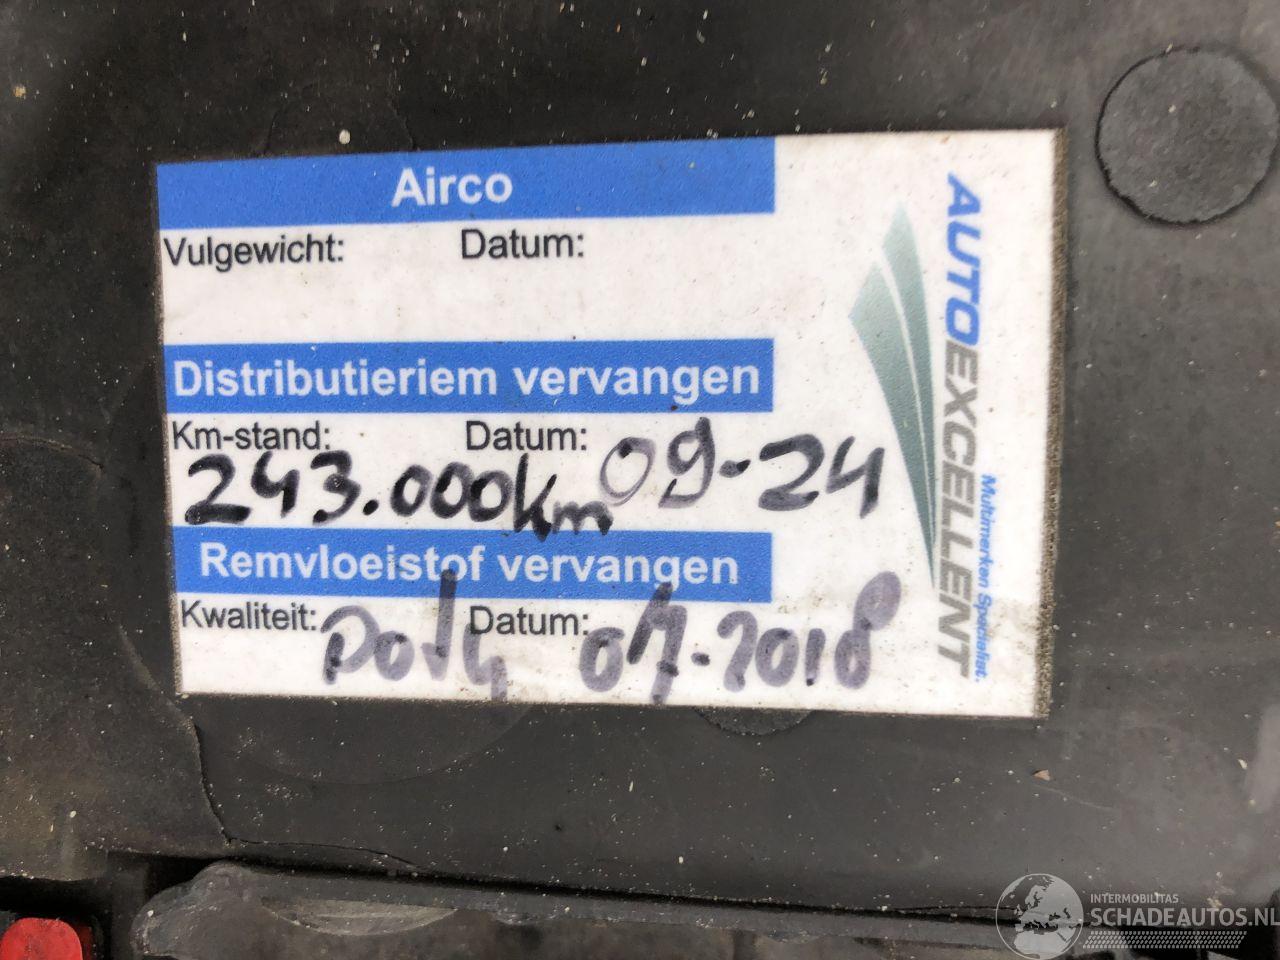 Airco
Vulgewicht: Datum:
Distributieriem vervangen
Km-stand: Datum:
243.000km 09-24
Remvloeistof vervangen
Kwaliteit: Datum:
Dot4 07-2018
AUTOEXCELLENT
Multimerken Specialist.
INTERMOBILITAS
SCHADEAUTOS.NL